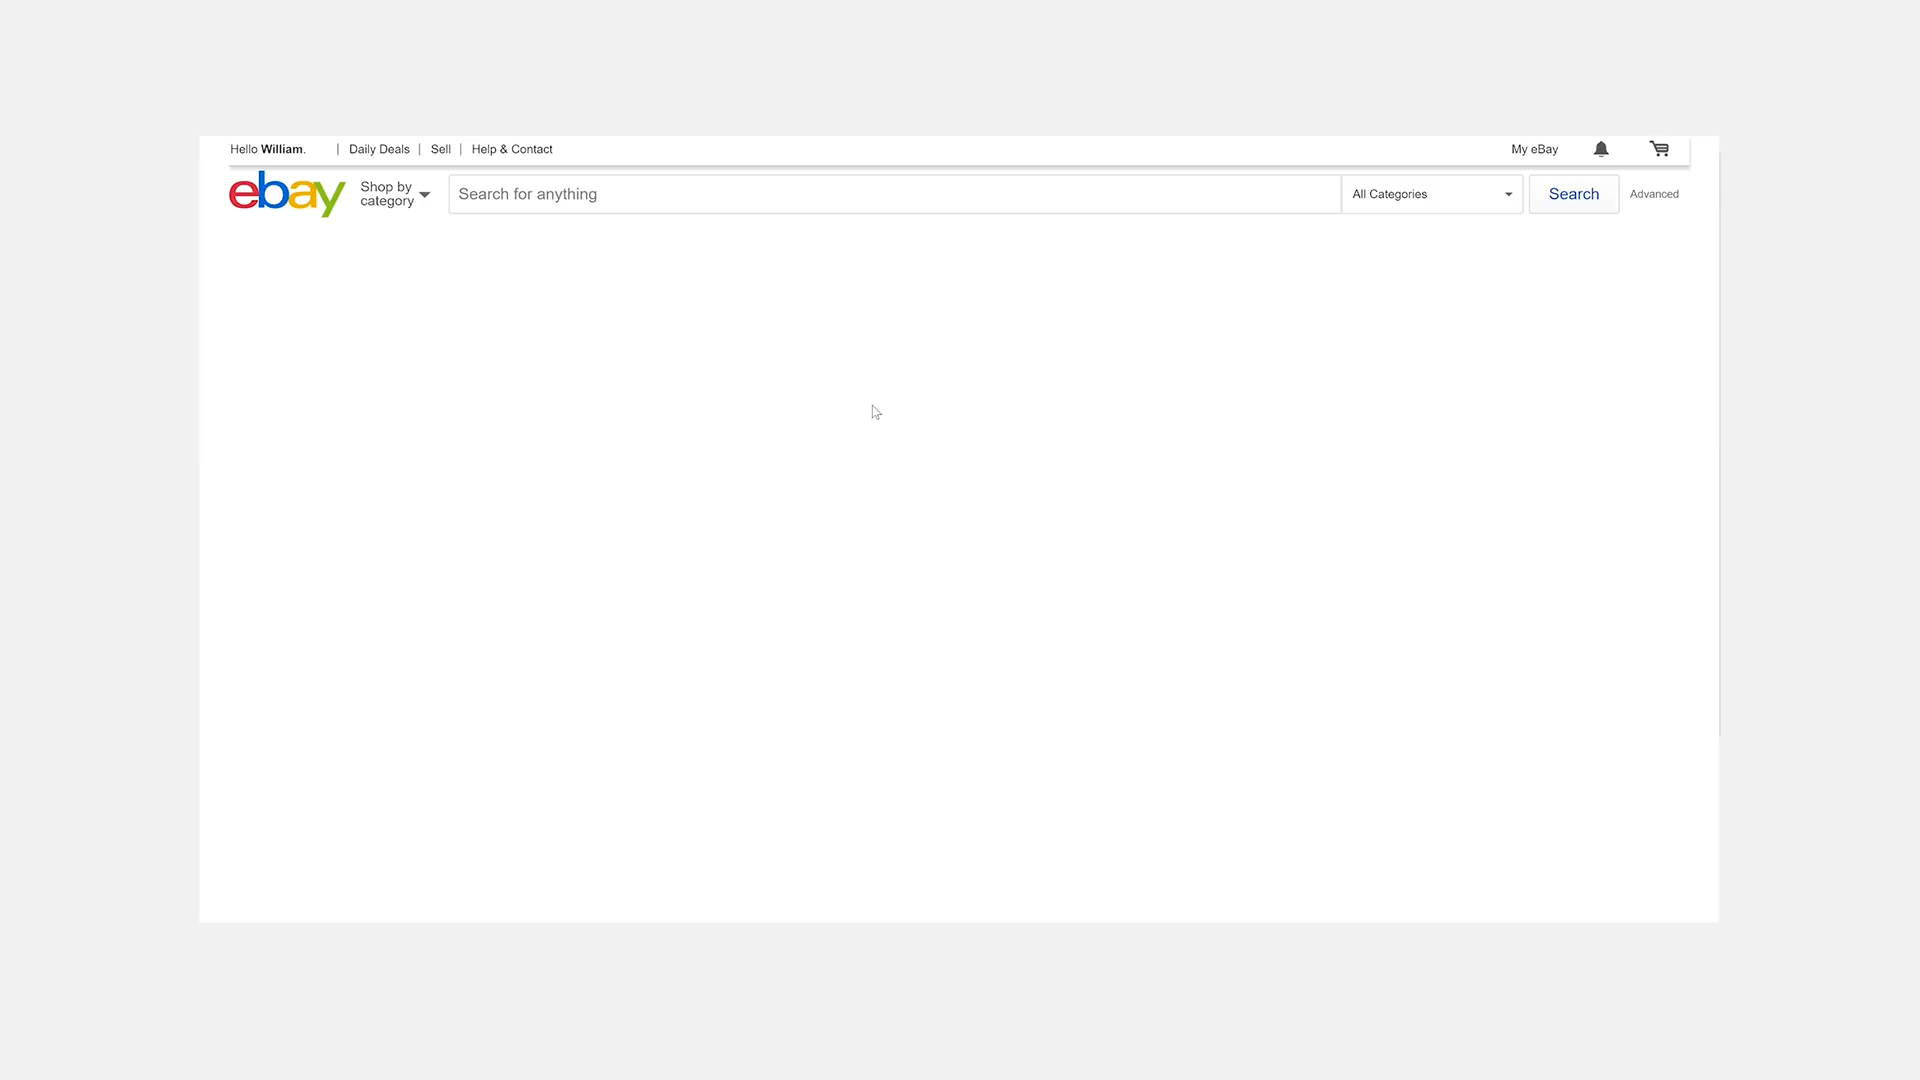 Hello William. | Daily Deals | Sell | Help & Contact My eBay
ebay Shop by category Search for anything All Categories Search Advanced